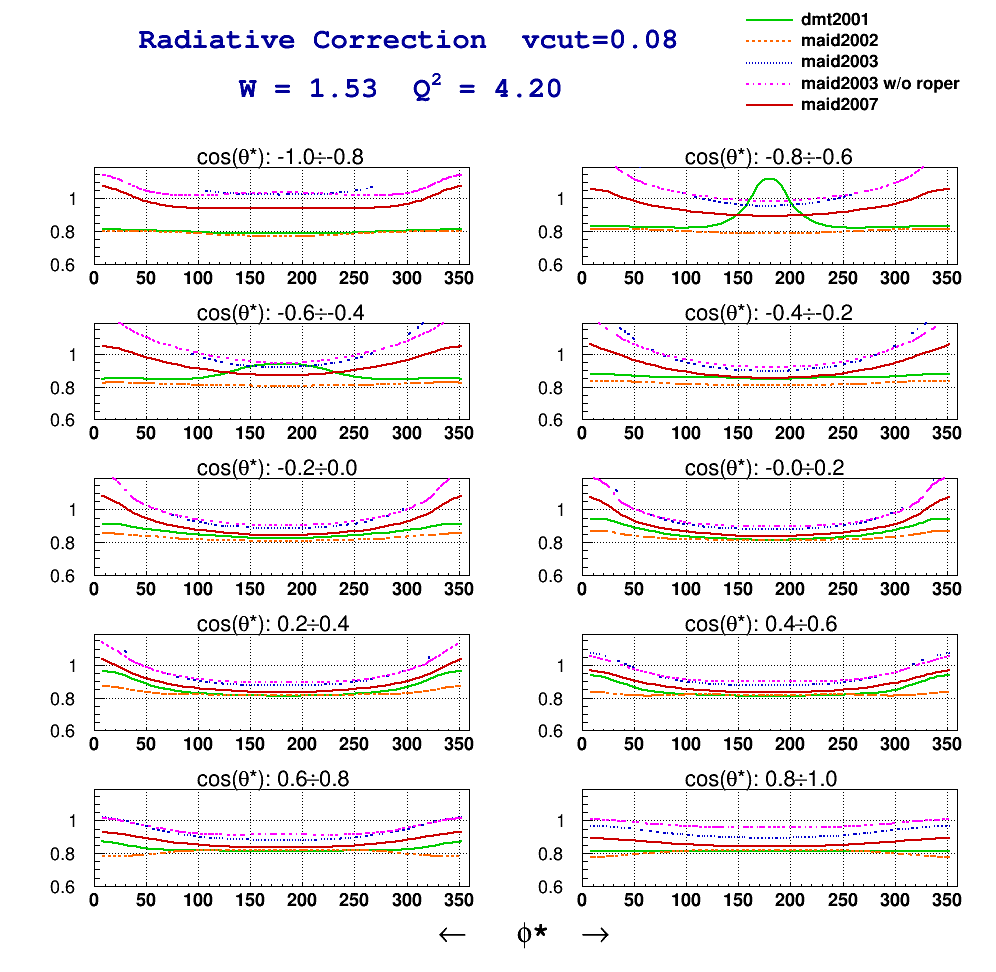 Radiative Correction vcut=0.08
W = 1.53 Q² = 4.20
dmt2001
maid2002
maid2003
maid2003 w/o roper
maid2007
cos(θ*): -1.0÷-0.8
1
0.8
0.6
0 50 100 150 200 250 300 350
cos(θ*): -0.8÷-0.6
1
0.8
0.6
0 50 100 150 200 250 300 350
cos(θ*): -0.6÷-0.4
1
0.8
0.6
0 50 100 150 200 250 300 350
cos(θ*): -0.4÷-0.2
1
0.8
0.6
0 50 100 150 200 250 300 350
cos(θ*): -0.2÷0.0
1
0.8
0.6
0 50 100 150 200 250 300 350
cos(θ*): -0.0÷0.2
1
0.8
0.6
0 50 100 150 200 250 300 350
cos(θ*): 0.2÷0.4
1
0.8
0.6
0 50 100 150 200 250 300 350
cos(θ*): 0.4÷0.6
1
0.8
0.6
0 50 100 150 200 250 300 350
cos(θ*): 0.6÷0.8
1
0.8
0.6
0 50 100 150 200 250 300 350
cos(θ*): 0.8÷1.0
1
0.8
0.6
0 50 100 150 200 250 300 350
← ϕ* →